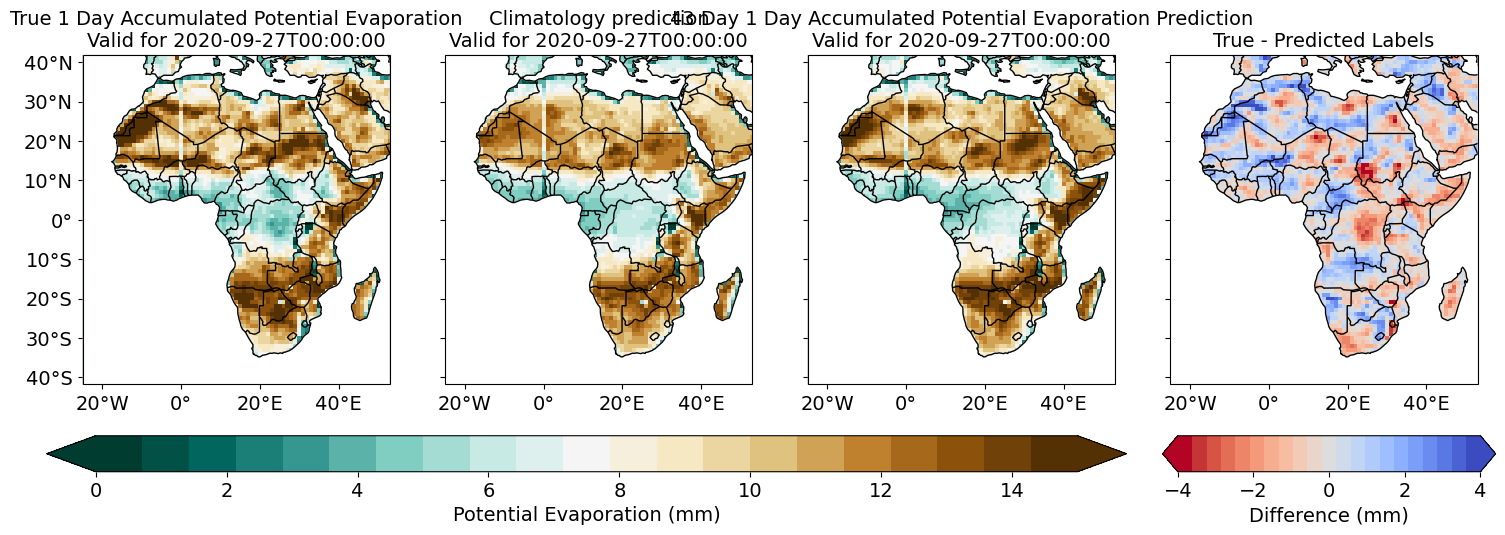 True 1 Day Accumulated Potential Evaporation
Valid for 2020-09-27T00:00:00
Climatology prediction
Valid for 2020-09-27T00:00:00
43 Day 1 Day Accumulated Potential Evaporation Prediction
Valid for 2020-09-27T00:00:00
True - Predicted Labels
40°N
30°N
20°N
10°N
0°
10°S
20°S
30°S
40°S
20°W 0° 20°E 40°E
20°W 0° 20°E 40°E
20°W 0° 20°E 40°E
20°W 0° 20°E 40°E
0 2 4 6 8 10 12 14
Potential Evaporation (mm)
−4 −2 0 2 4
Difference (mm)